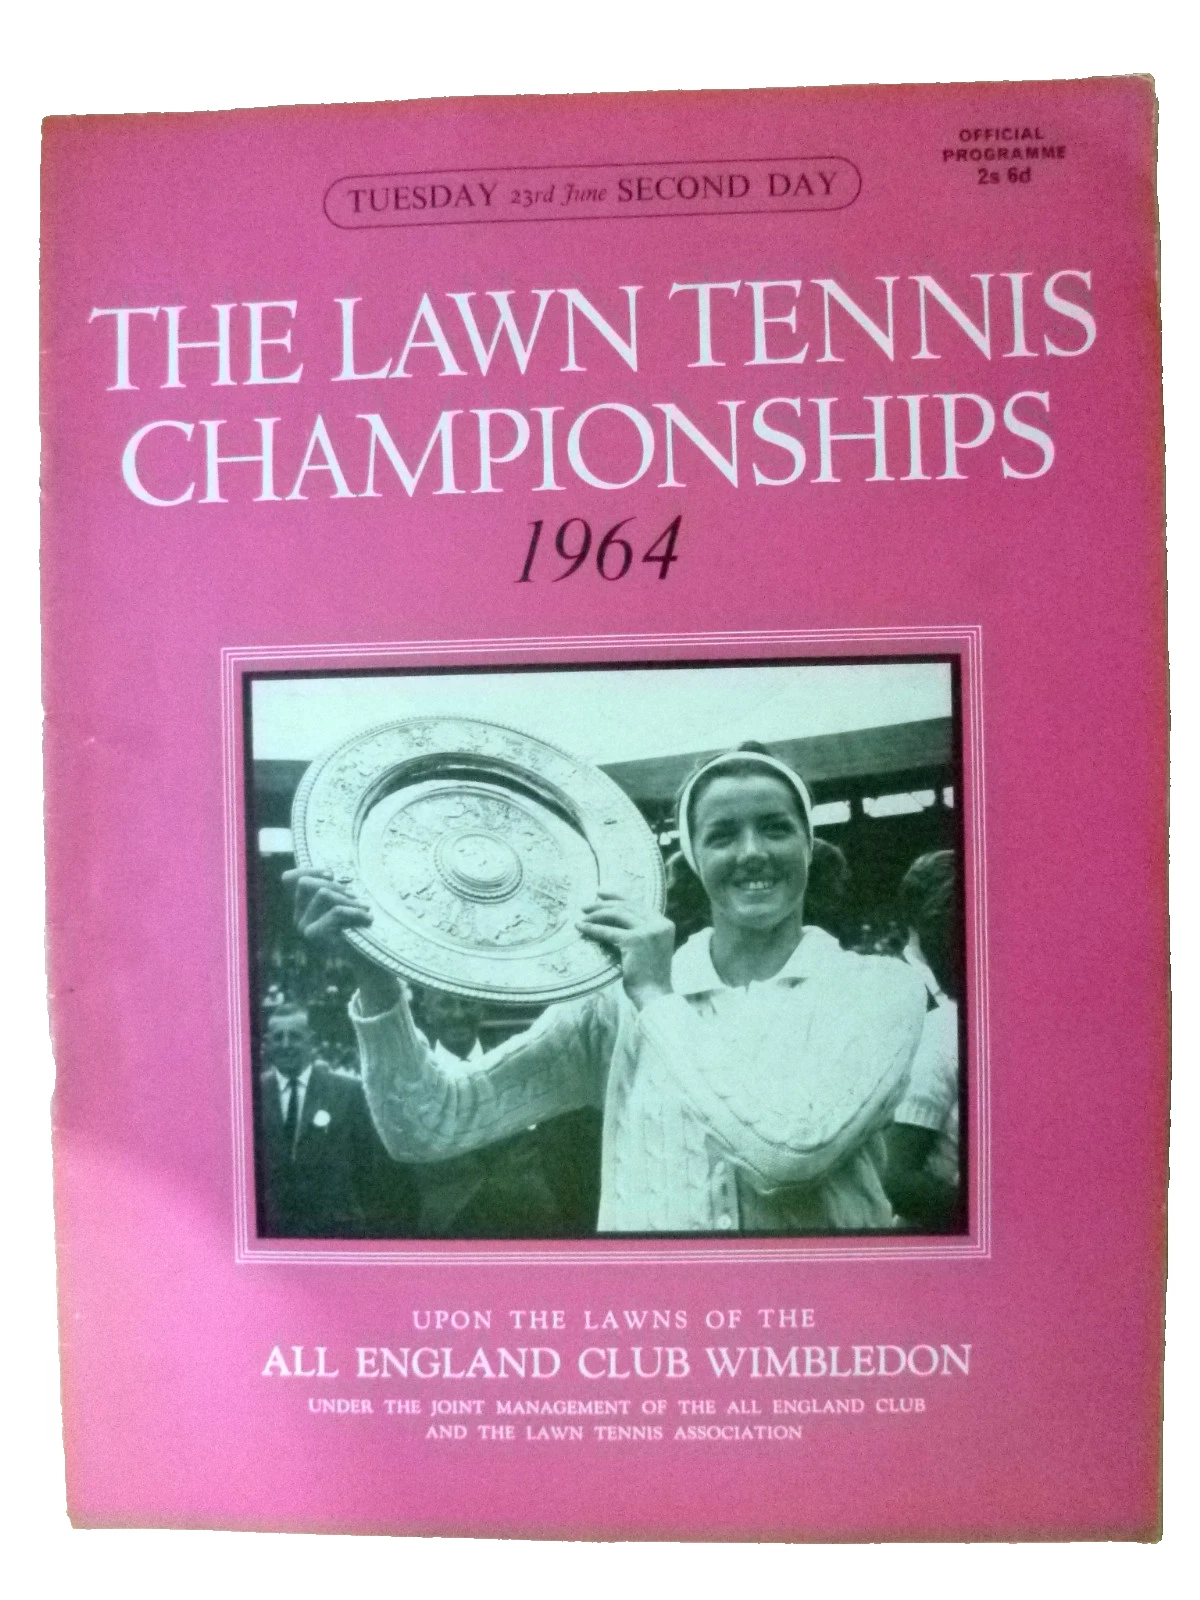 OFFICIAL
PROGRAMME
2s 6d
TUESDAY 23rd June SECOND DAY
THE LAWN TENNIS
CHAMPIONSHIPS
1964
UPON THE LAWNS OF THE
ALL ENGLAND CLUB WIMBLEDON
UNDER THE JOINT MANAGEMENT OF THE ALL ENGLAND CLUB
AND THE LAWN TENNIS ASSOCIATION